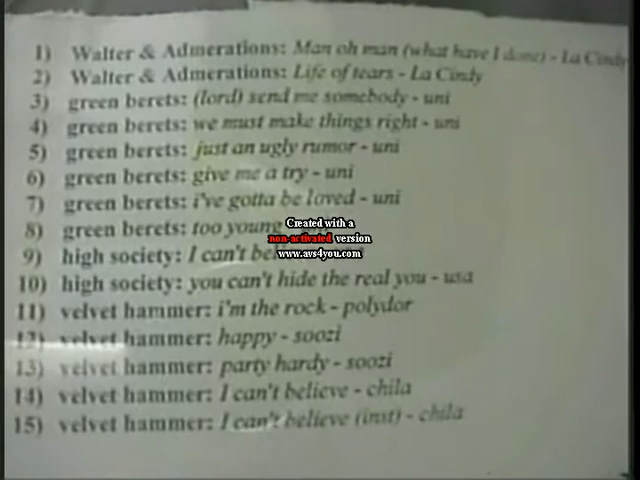 1) Walter & Admerations: Man oh man (what have I done) - La Cindy
2) Walter & Admerations: Life of tears - La Cindy
3) green berets: (lord) send me somebody - uni
4) green berets: we must make things right - uni
5) green berets: just an ugly rumor - uni
6) green berets: give me a try - uni
7) green berets: i've gotta be loved - uni
8) green berets: too young
Created with a
non-activated version
www.avs4you.com
9) high society: I can't
10) high society: you can't hide the real you - usa
11) velvet hammer: i'm the rock - polydor
12) velvet hammer: happy - soozi
13) velvet hammer: party hardy - soozi
14) velvet hammer: I can't believe - chila
15) velvet hammer: I can't believe (inst) - chila